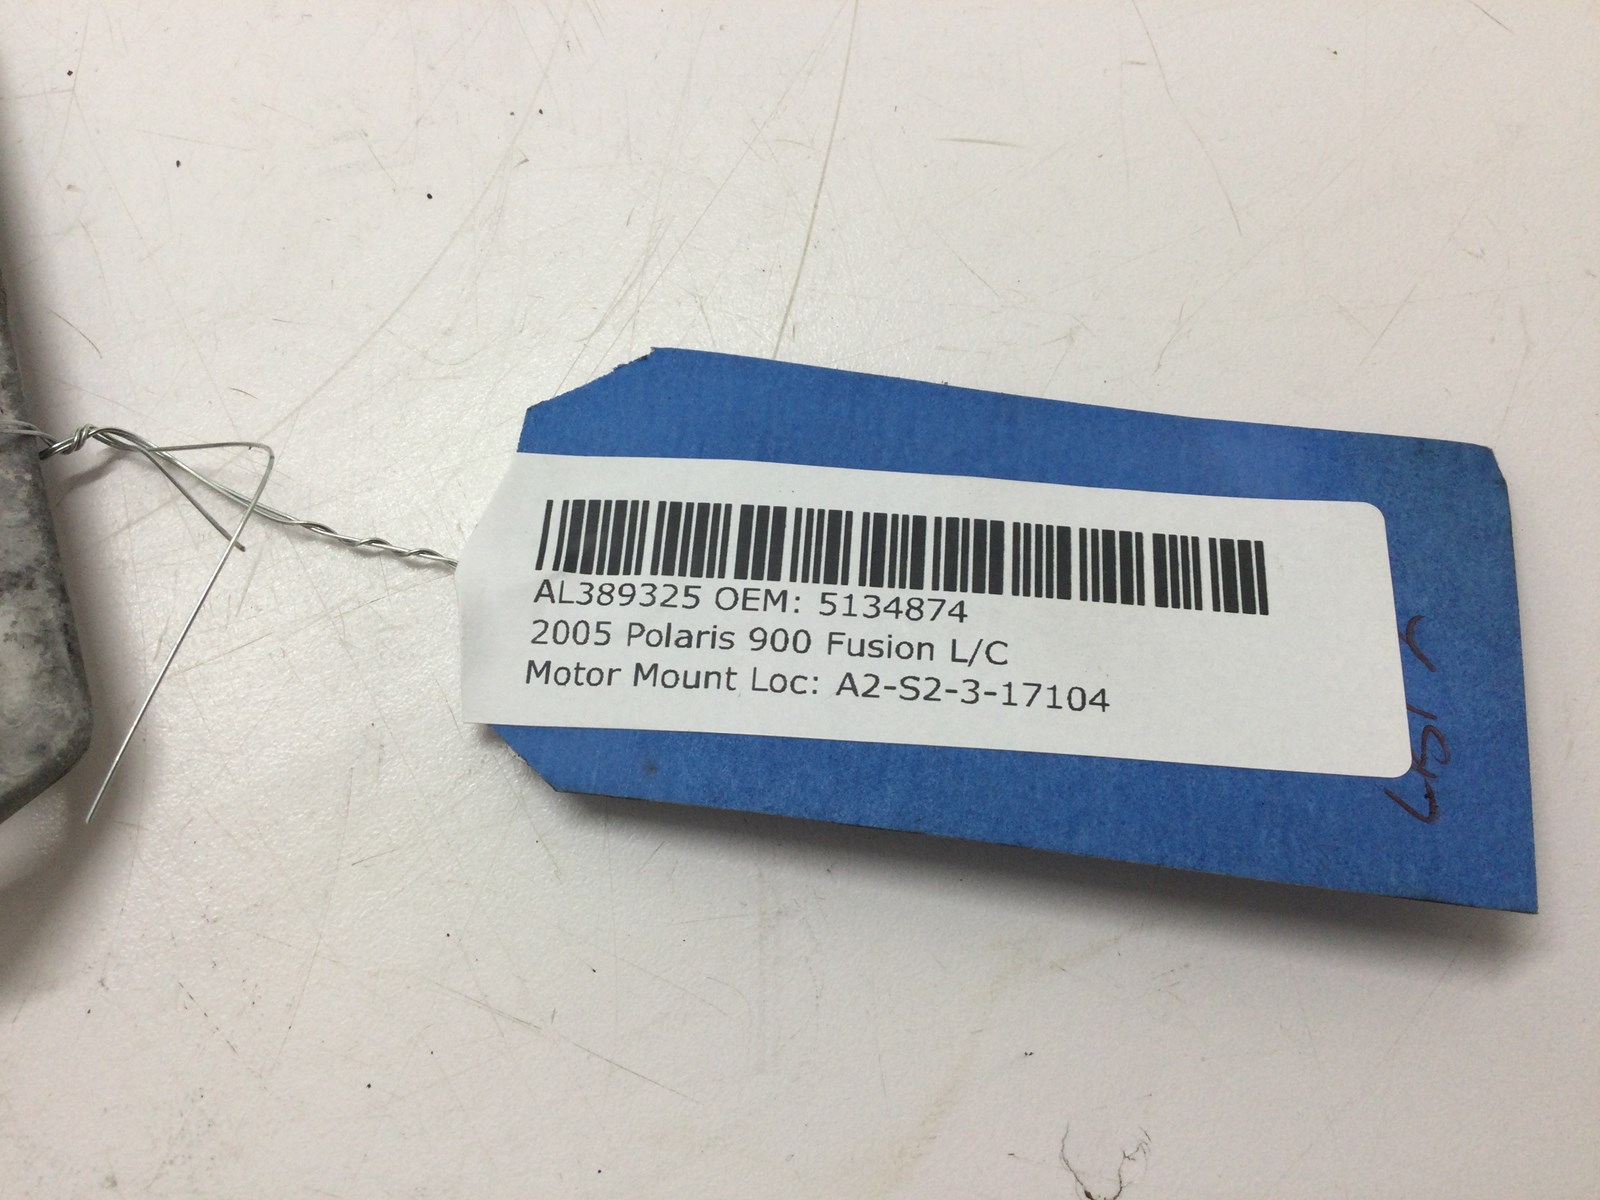 AL389325 OEM: 5134874
2005 Polaris 900 Fusion L/C
Motor Mount Loc: A2-S2-3-17104